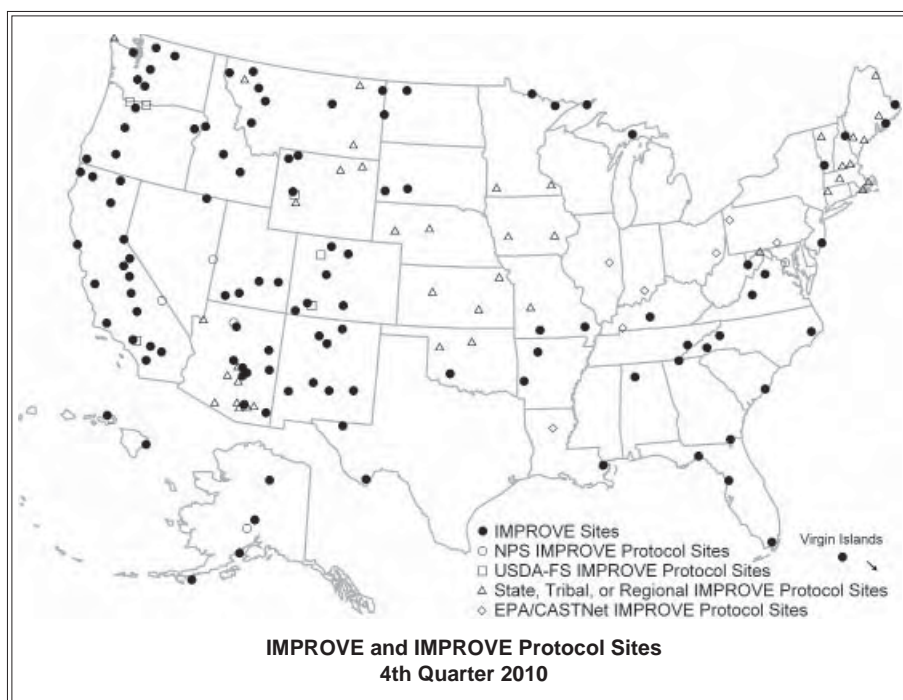 Virgin Islands
IMPROVE Sites
NPS IMPROVE Protocol Sites
USDA-FS IMPROVE Protocol Sites
State, Tribal, or Regional IMPROVE Protocol Sites
EPA/CASTNet IMPROVE Protocol Sites
IMPROVE and IMPROVE Protocol Sites
4th Quarter 2010